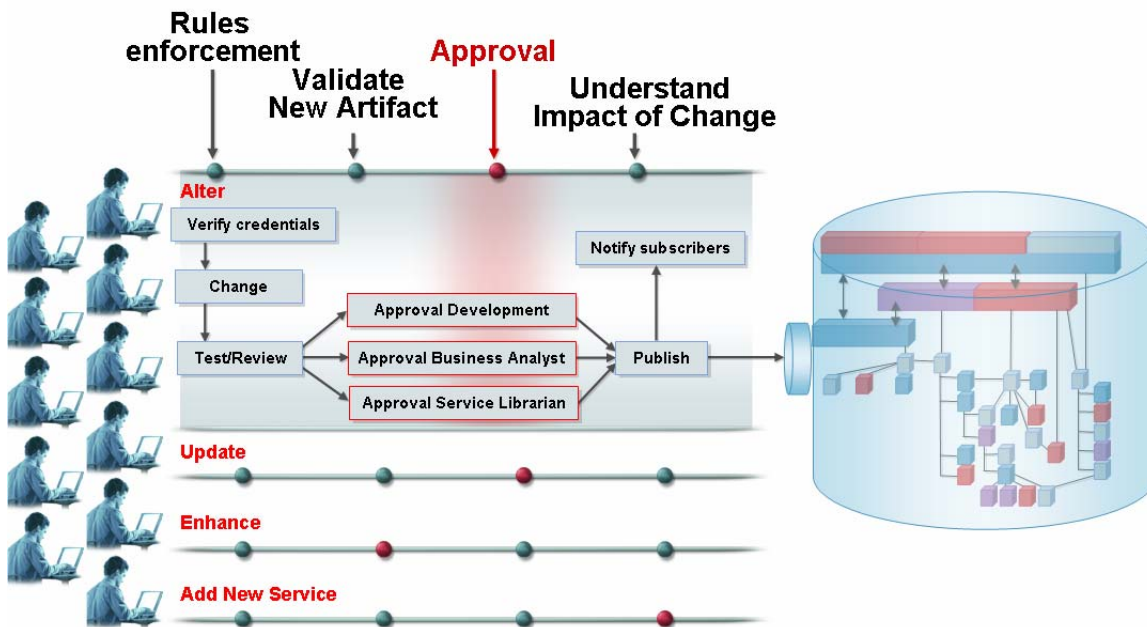 Rules
enforcement
Approval
Validate
New Artifact
Understand
Impact of Change
Alter
Verify credentials
Notify subscribers
Change
Approval Development
Test/Review
Approval Business Analyst
Publish
Approval Service Librarian
Update
Enhance
Add New Service